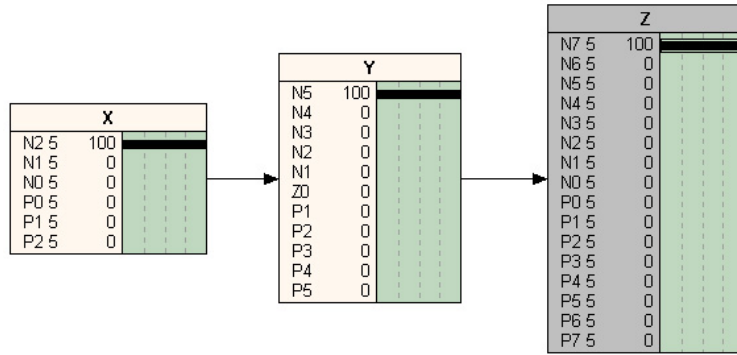 X
N2 5 100
N1 5 0
N0 5 0
P0 5 0
P1 5 0
P2 5 0
Y
N5 100
N4 0
N3 0
N2 0
N1 0
Z0 0
P1 0
P2 0
P3 0
P4 0
P5 0
Z
N7 5 100
N6 5 0
N5 5 0
N4 5 0
N3 5 0
N2 5 0
N1 5 0
N0 5 0
P0 5 0
P1 5 0
P2 5 0
P3 5 0
P4 5 0
P5 5 0
P6 5 0
P7 5 0